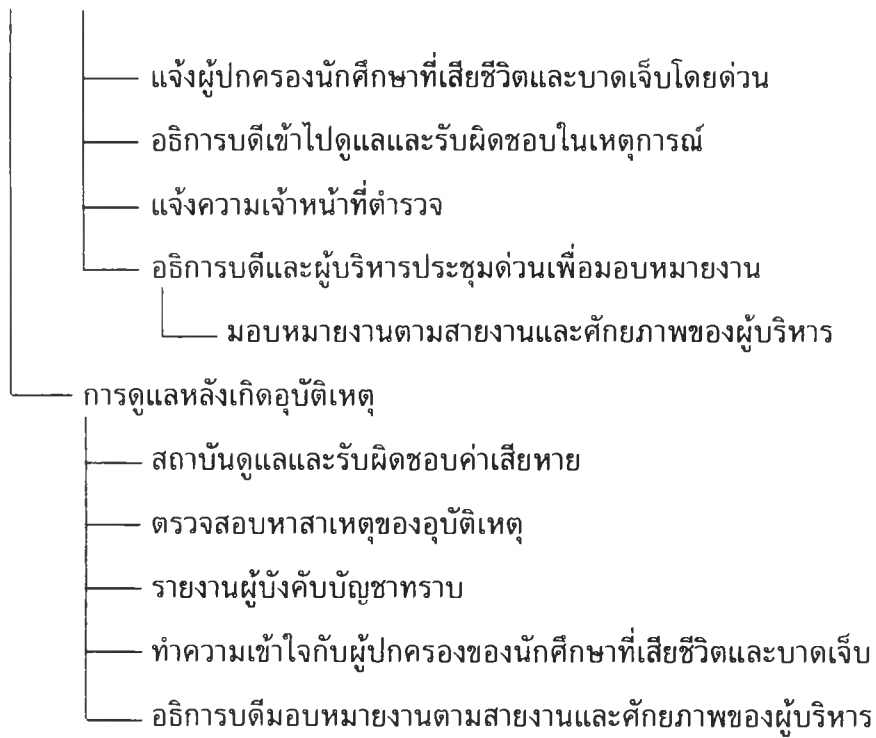 แจ้งผู้ปกครองนักศึกษาที่เสียชีวิตและบาดเจ็บโดยด่วน
อธิการบดีเข้าไปดูแลและรับผิดชอบในเหตุการณ์
แจ้งความเจ้าหน้าที่ตำรวจ
อธิการบดีและผู้บริหารประชุมด่วนเพื่อมอบหมายงาน
มอบหมายงานตามสายงานและศักยภาพของผู้บริหาร
การดูแลหลังเกิดอุบัติเหตุ
สถาบันดูแลและรับผิดชอบค่าเสียหาย
ตรวจสอบหาสาเหตุของอุบัติเหตุ
รายงานผู้บังคับบัญชาทราบ
ทำความเข้าใจกับผู้ปกครองของนักศึกษาที่เสียชีวิตและบาดเจ็บ
อธิการบดีมอบหมายงานตามสายงานและศักยภาพของผู้บริหาร